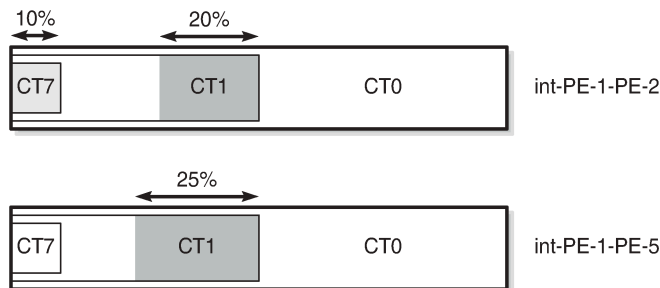 10% 20%
CT7 CT1 CT0 int-PE-1-PE-2
25%
CT7 CT1 CT0 int-PE-1-PE-5